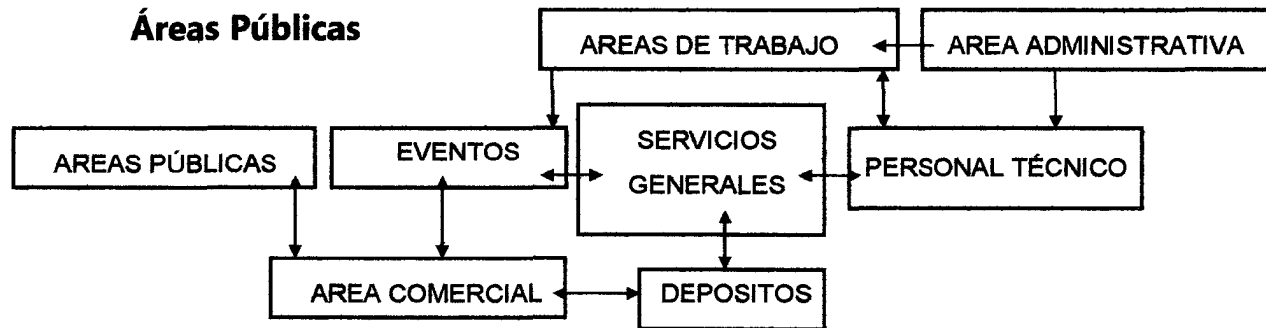 Áreas Públicas
AREAS DE TRABAJO
AREA ADMINISTRATIVA
AREAS PÚBLICAS
EVENTOS
SERVICIOS
GENERALES
PERSONAL TÉCNICO
AREA COMERCIAL
DEPOSITOS